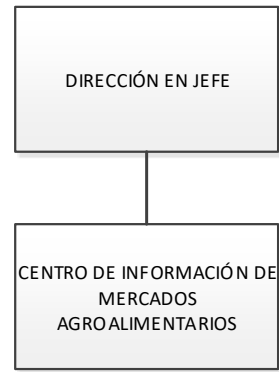 DIRECCIÓN EN JEFE
CENTRO DE INFORMACIÓN DE
MERCADOS
AGROALIMENTARIOS